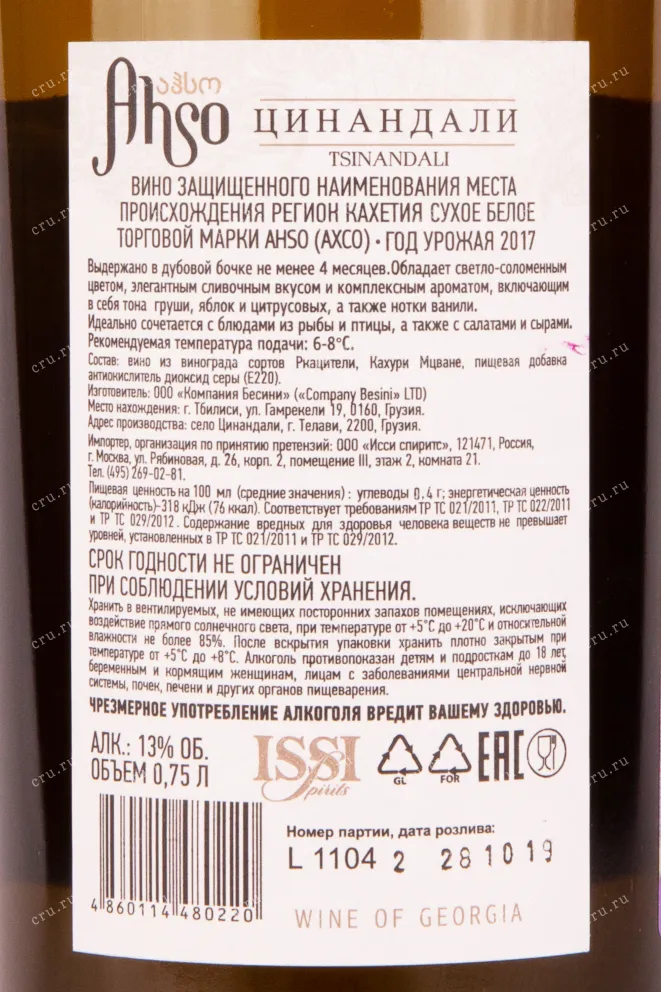 აჰსო
Ahso
ЦИНАНДАЛИ
TSINANDALI
ВИНО ЗАЩИЩЕННОГО НАИМЕНОВАНИЯ МЕСТА
ПРОИСХОЖДЕНИЯ РЕГИОН КАХЕТИЯ СУХОЕ БЕЛОЕ
ТОРГОВОЙ МАРКИ AHSO (АХСО) • ГОД УРОЖАЯ 2017
Выдержано в дубовой бочке не менее 4 месяцев.Обладает светло-соломенным
цветом, элегантным сливочным вкусом и комплексным ароматом, включающим
в себя тона груши, яблок и цитрусовых, а также нотки ванили.
Идеально сочетается с блюдами из рыбы и птицы, а также с салатами и сырами.
Рекомендуемая температура подачи: 6-8°С.
Состав: вино из винограда сортов Ркацители, Кахури Мцване, пищевая добавка
антиокислитель диоксид серы (Е220).
Изготовитель: ООО «Компания Бесини» («Company Besini» LTD)
Место нахождения: г. Тбилиси, ул. Гамрекели 19, 0160, Грузия.
Адрес производства: село Цинандали, г. Телави, 2200, Грузия.
Импортер, организация по принятию претензий: ООО «Исси спиритс», 121471, Россия,
г. Москва, ул. Рябиновая, д. 26, корп. 2, помещение III, этаж 2, комната 21.
Тел. (495) 269-02-81.
Пищевая ценность на 100 мл (средние значения) : углеводы 0,4 г; энергетическая ценность
(калорийность)-318 кДж (76 ккал). Соответствует требованиям ТР ТС 021/2011, ТР ТС 022/2011
и ТР ТС 029/2012. Содержание вредных для здоровья человека веществ не превышает
уровней, установленных в ТР ТС 021/2011 и ТР ТС 029/2012.
СРОК ГОДНОСТИ НЕ ОГРАНИЧЕН
ПРИ СОБЛЮДЕНИИ УСЛОВИЙ ХРАНЕНИЯ.
Хранить в вентилируемых, не имеющих посторонних запахов помещениях, исключающих
воздействие прямого солнечного света, при температуре от +5°С до +20°С и относительной
влажности не более 85%. После вскрытия упаковки хранить плотно закрытым при
температуре от +5°С до +8°С. Алкоголь противопоказан детям и подросткам до 18 лет,
беременным и кормящим женщинам, лицам с заболеваниями центральной нервной
системы, почек, печени и других органов пищеварения.
ЧРЕЗМЕРНОЕ УПОТРЕБЛЕНИЕ АЛКОГОЛЯ ВРЕДИТ ВАШЕМУ ЗДОРОВЬЮ.
АЛК.: 13% ОБ.
ОБЪЕМ 0,75 Л
ISSI
Spirits
GL
FOR
EAC
Номер партии, дата розлива:
L 1104 2 281019
4 860114 480220
WINE OF GEORGIA
cru.ru